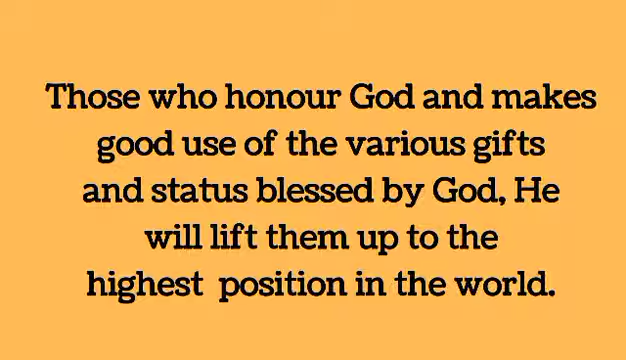 Those who honour God and makes
good use of the various gifts
and status blessed by God, He
will lift them up to the
highest  position in the world.